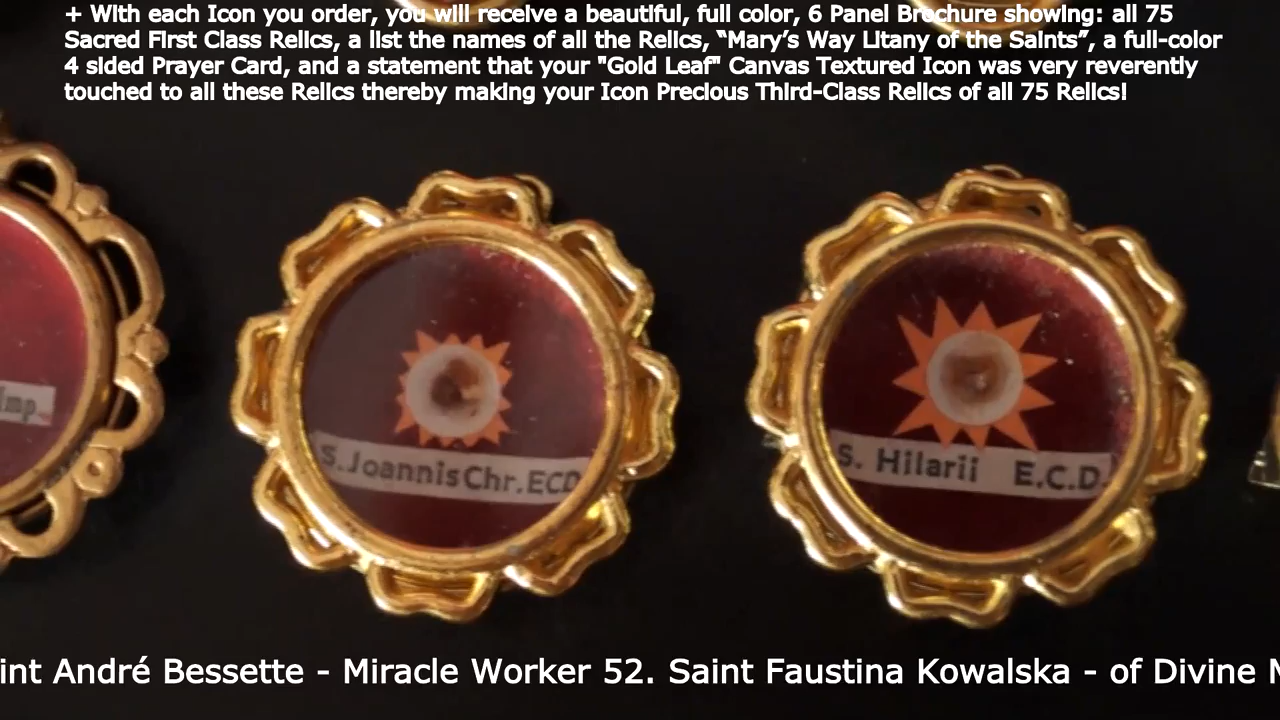 + With each Icon you order, you will receive a beautiful, full color, 6 Panel Brochure showing: all 75
Sacred First Class Relics, a list the names of all the Relics, “Mary’s Way Litany of the Saints”, a full-color
4 sided Prayer Card, and a statement that your "Gold Leaf" Canvas Textured Icon was very reverently
touched to all these Relics thereby making your Icon Precious Third-Class Relics of all 75 Relics!
Imp.
S.JoannisChr.ECD
S. Hilarii E.C.D.
int André Bessette - Miracle Worker 52. Saint Faustina Kowalska - of Divine M